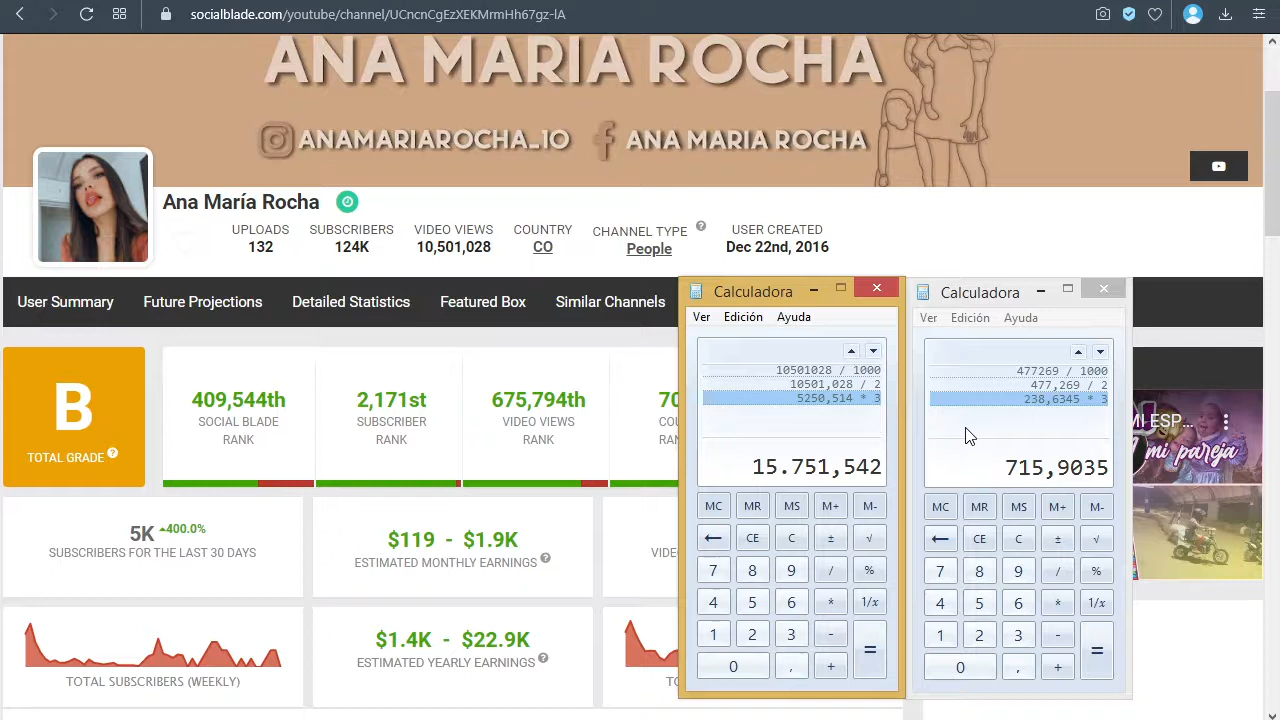 socialblade.com/youtube/channel/UCncnCgEzXEKMrmHh67gz-lA
ANA MARIA ROCHA
ANAMARIAROCHA_10
ANA MARIA ROCHA
Ana María Rocha
UPLOADS
132
SUBSCRIBERS
124K
VIDEO VIEWS
10,501,028
COUNTRY
CO
CHANNEL TYPE
People
USER CREATED
Dec 22nd, 2016
User Summary
Future Projections
Detailed Statistics
Featured Box
Similar Channels
B
TOTAL GRADE
409,544th
SOCIAL BLADE
RANK
2,171st
SUBSCRIBER
RANK
675,794th
VIDEO VIEWS
RANK
5K 400.0%
SUBSCRIBERS FOR THE LAST 30 DAYS
$119 - $1.9K
ESTIMATED MONTHLY EARNINGS
TOTAL SUBSCRIBERS (WEEKLY)
$1.4K - $22.9K
ESTIMATED YEARLY EARNINGS
Calculadora
Ver Edición Ayuda
10501028 / 1000
10501,028 / 2
5250,514 * 3
15.751,542
MC MR MS M+ M-
← CE C ± √
7 8 9 / %
4 5 6 * 1/x
1 2 3 - =
0 , +
Calculadora
Ver Edición Ayuda
477269 / 1000
477,269 / 2
238,6345 * 3
715,9035
MC MR MS M+ M-
← CE C ± √
7 8 9 / %
4 5 6 * 1/x
1 2 3 - =
0 , +
MI ESP...
mi pareja